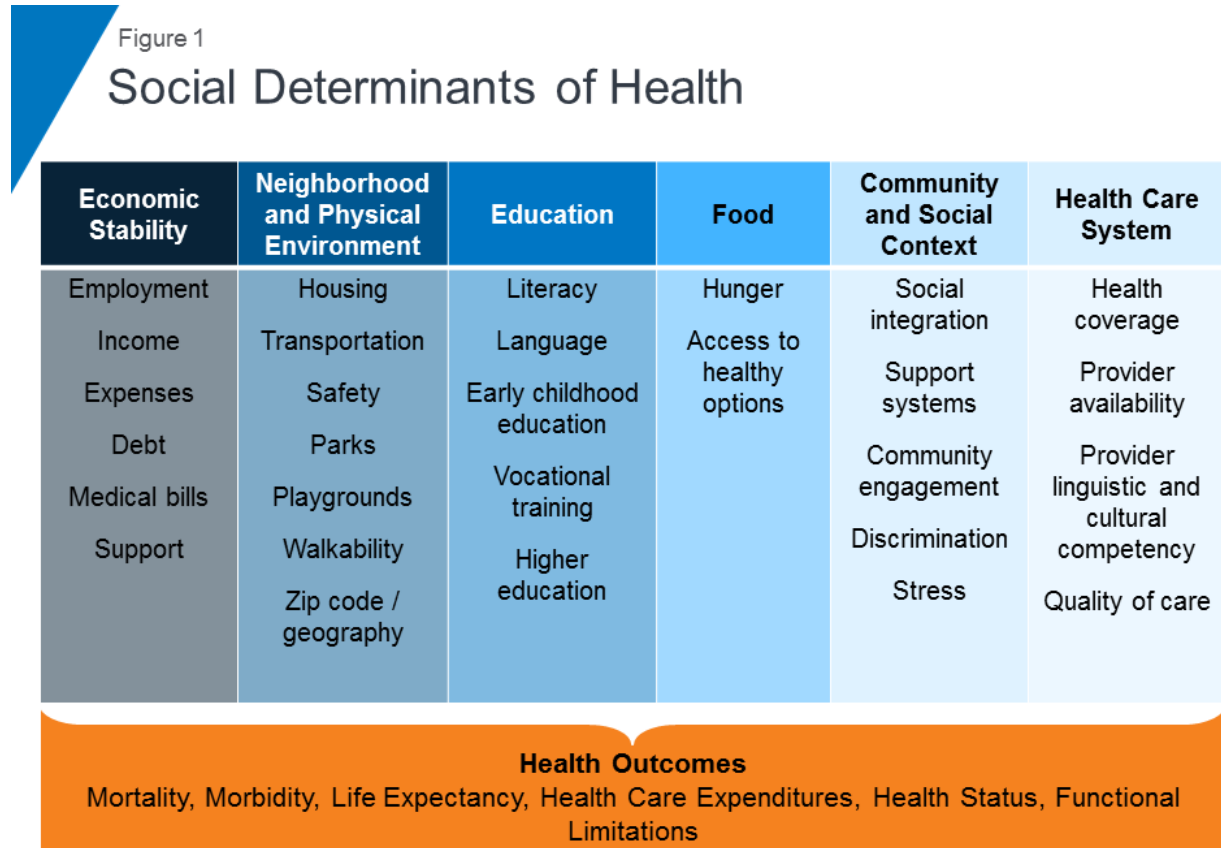 Figure 1
Social Determinants of Health
Economic
Stability
Neighborhood
and Physical
Environment
Education
Food
Community
and Social
Context
Health Care
System
Employment
Income
Expenses
Debt
Medical bills
Support
Housing
Transportation
Safety
Parks
Playgrounds
Walkability
Zip code /
geography
Literacy
Language
Early childhood
education
Vocational
training
Higher
education
Hunger
Access to
healthy
options
Social
integration
Support
systems
Community
engagement
Discrimination
Stress
Health
coverage
Provider
availability
Provider
linguistic and
cultural
competency
Quality of care
Health Outcomes
Mortality, Morbidity, Life Expectancy, Health Care Expenditures, Health Status, Functional
Limitations